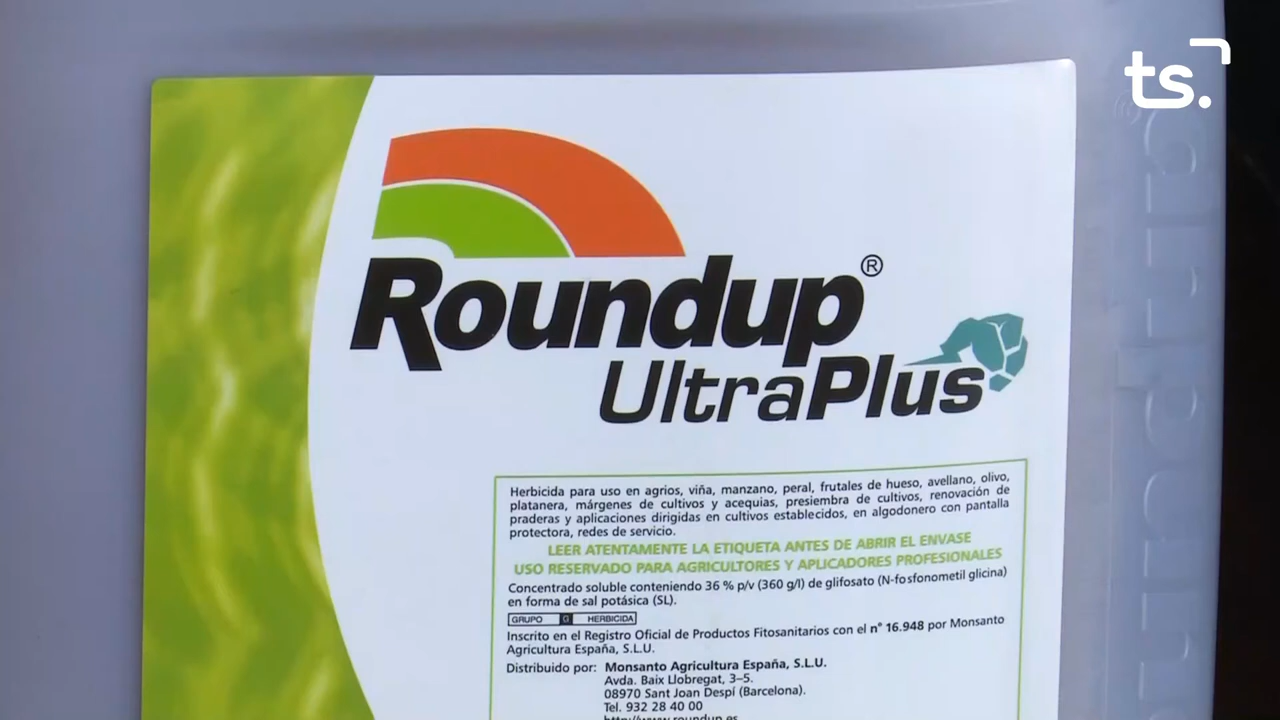 ts.
Roundup®
UltraPlus
Herbicida para uso en agrios, viña, manzano, peral, frutales de hueso, avellano, olivo,
platanera, márgenes de cultivos y acequias, presiembra de cultivos, renovación de
praderas y aplicaciones dirigidas en cultivos establecidos, en algodonero con pantalla
protectora, redes de servicio.
LEER ATENTAMENTE LA ETIQUETA ANTES DE ABRIR EL ENVASE
USO RESERVADO PARA AGRICULTORES Y APLICADORES PROFESIONALES
Concentrado soluble conteniendo 36 % p/v (360 g/l) de glifosato (N-fosfonometil glicina)
en forma de sal potásica (SL).
GRUPO G HERBICIDA
Inscrito en el Registro Oficial de Productos Fitosanitarios con el nº 16.948 por Monsanto
Agricultura España, S.L.U.
Distribuido por: Monsanto Agricultura España, S.L.U.
Avda. Baix Llobregat, 3–5.
08970 Sant Joan Despí (Barcelona).
Tel. 932 28 40 00
http://www.roundup.es